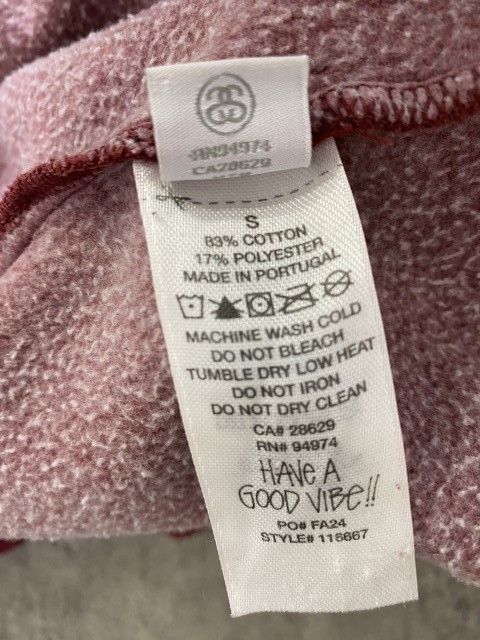 RN94974
CA28629
S
83% COTTON
17% POLYESTER
MADE IN PORTUGAL
MACHINE WASH COLD
DO NOT BLEACH
TUMBLE DRY LOW HEAT
DO NOT IRON
DO NOT DRY CLEAN
CA# 28629
RN# 94974
HAVE A
GOOD VIBE!!
PO# FA24
STYLE# 115667